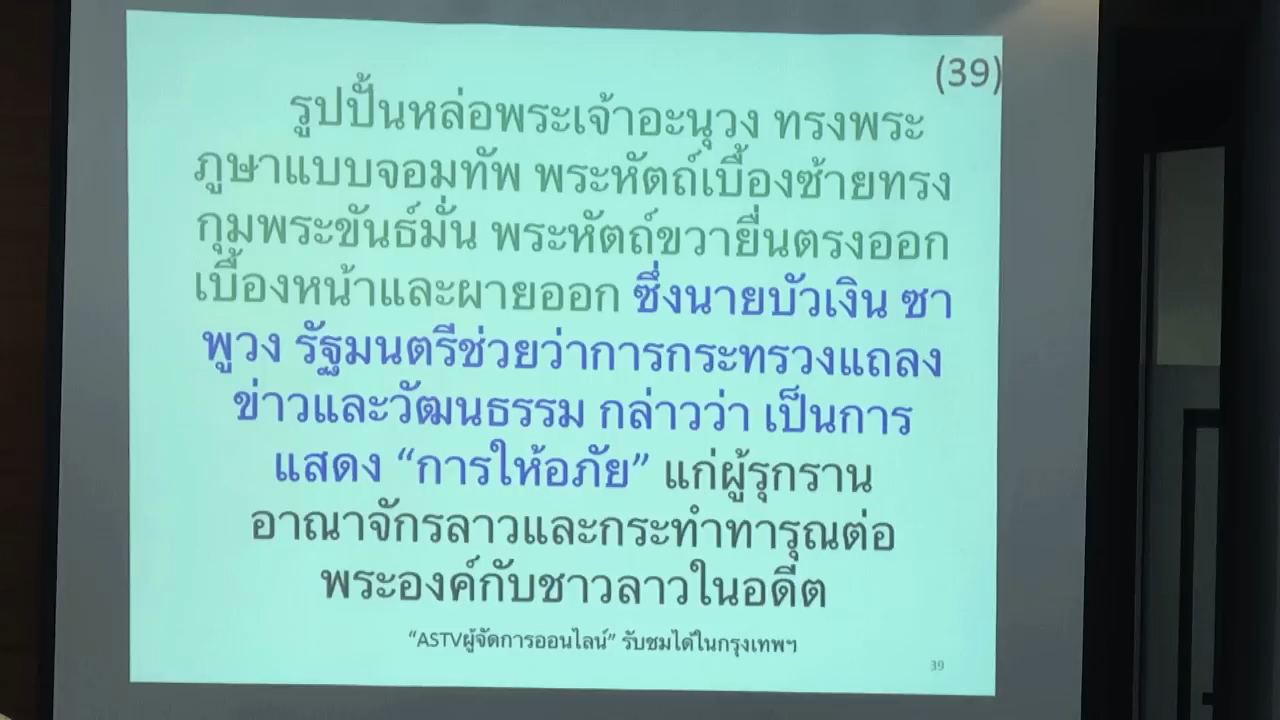 (39)
รูปปั้นหล่อพระเจ้าอะนุวง ทรงพระ
ภูษาแบบจอมทัพ พระหัตถ์เบื้องซ้ายทรง
กุมพระขันธ์มั่น พระหัตถ์ขวายื่นตรงออก
เบื้องหน้าและผายออก ซึ่งนายบัวเงิน ซา
พูวง รัฐมนตรีช่วยว่าการกระทรวงแถลง
ข่าวและวัฒนธรรม กล่าวว่า เป็นการ
แสดง “การให้อภัย” แก่ผู้รุกราน
อาณาจักรลาวและกระทำทารุณต่อ
พระองค์กับชาวลาวในอดีต
“ASTVผู้จัดการออนไลน์” รับชมได้ในกรุงเทพฯ
39